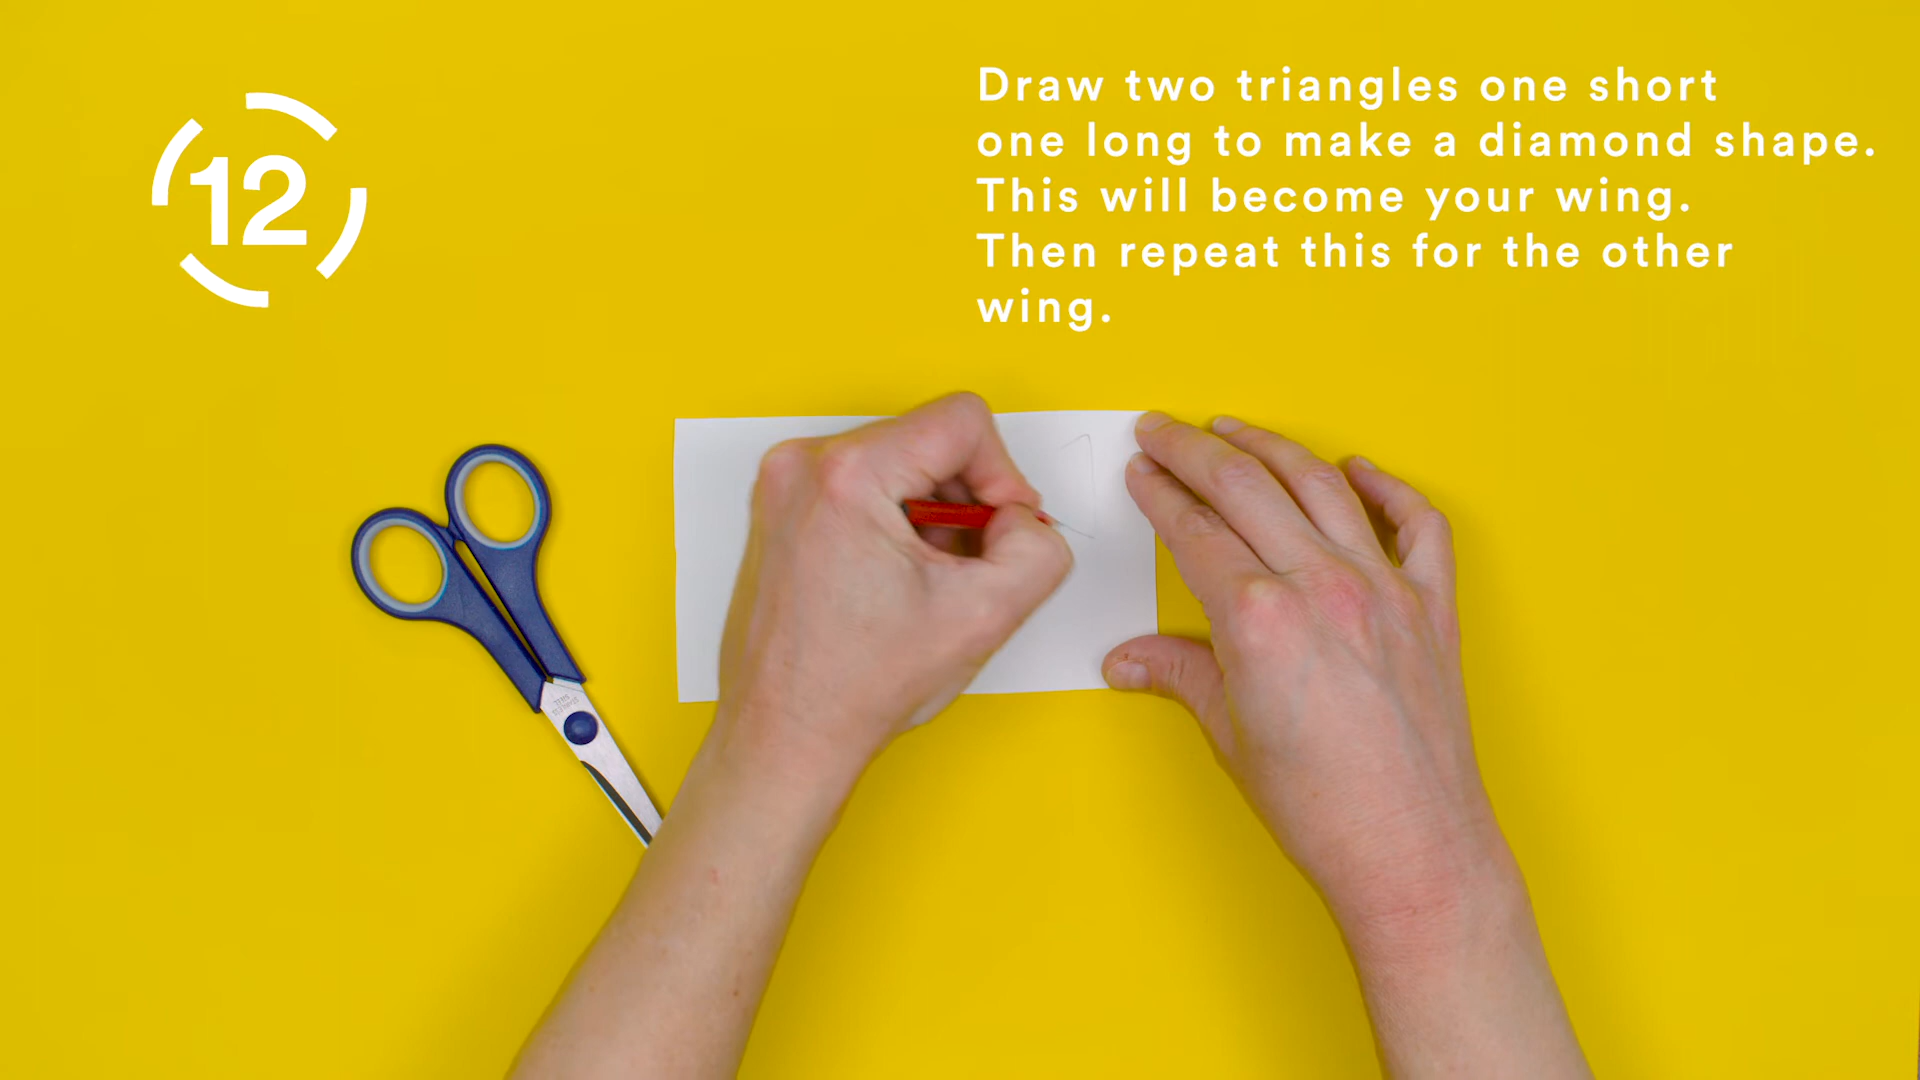 12
Draw two triangles one short
one long to make a diamond shape.
This will become your wing.
Then repeat this for the other
wing.